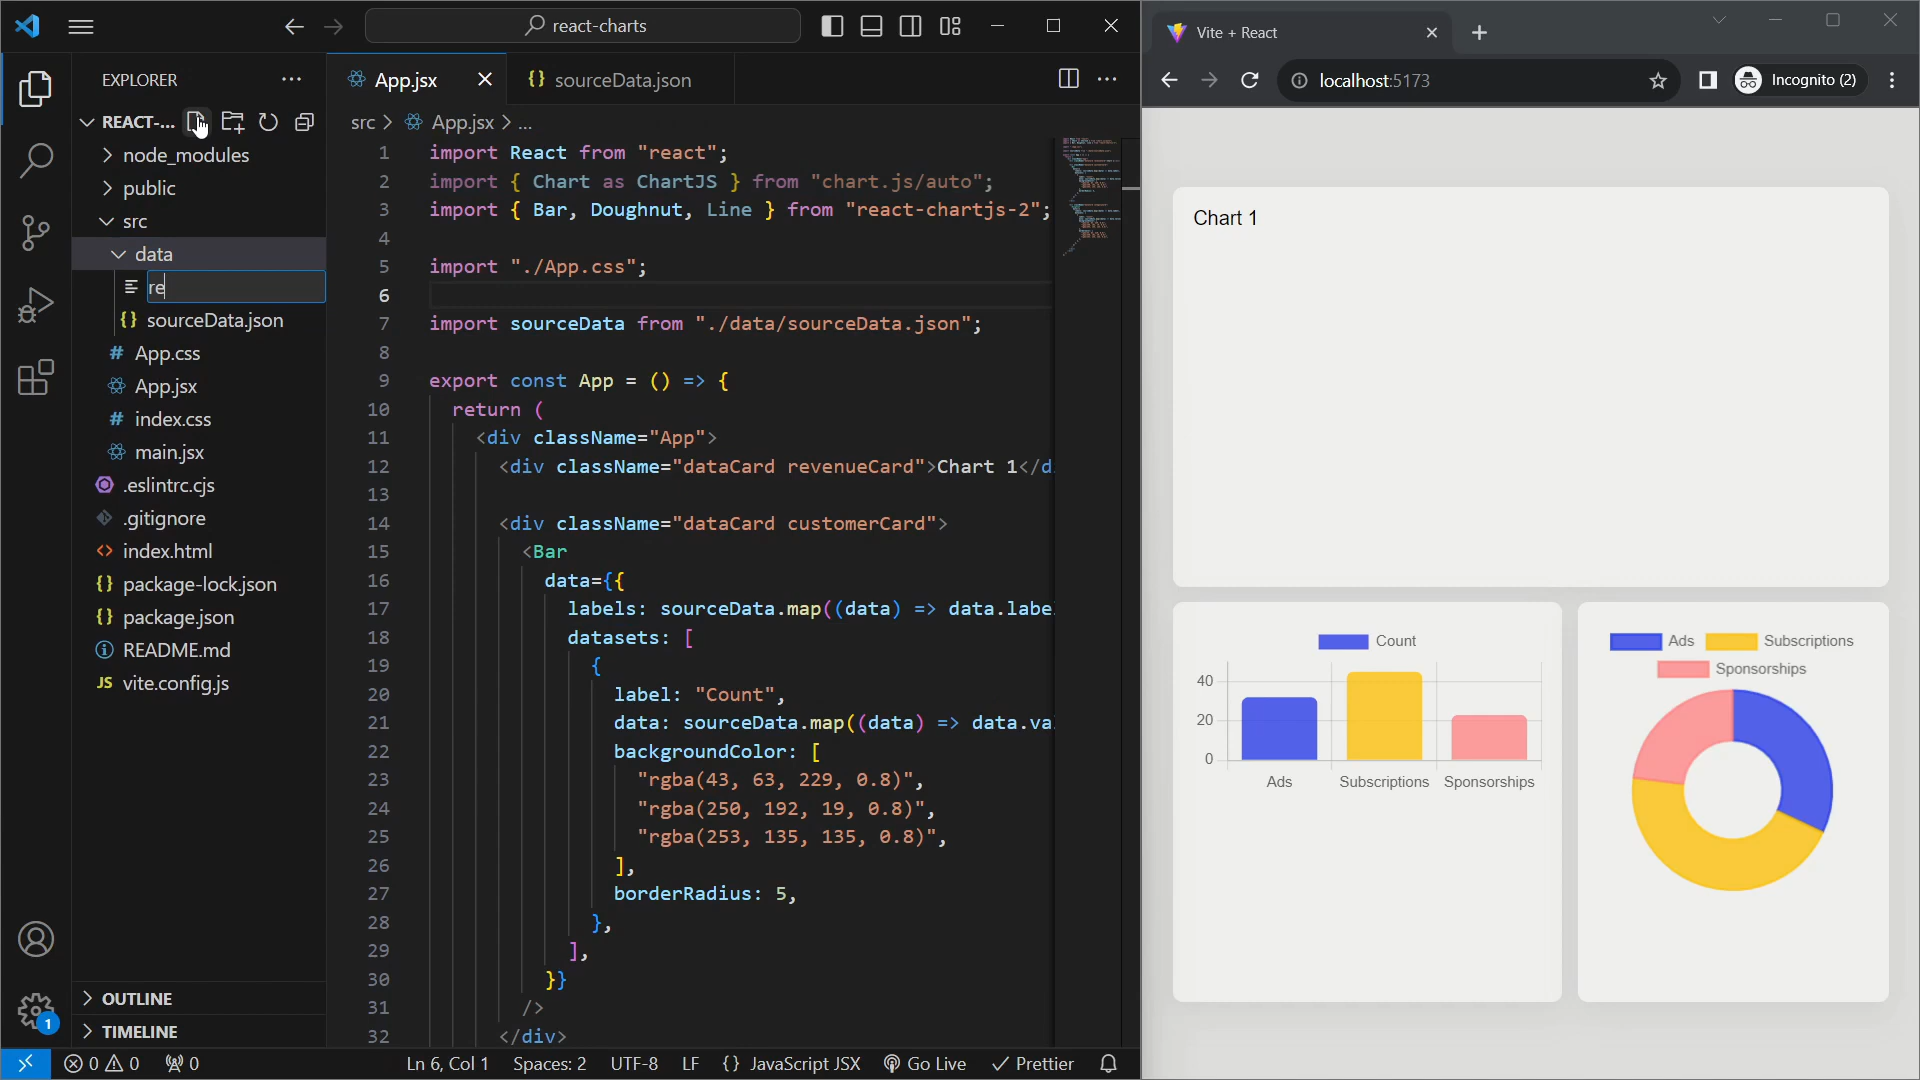 react-charts
EXPLORER
REACT-...
node_modules
public
src
data
re
sourceData.json
App.css
App.jsx
index.css
main.jsx
.eslintrc.cjs
.gitignore
index.html
package-lock.json
package.json
README.md
JS vite.config.js
OUTLINE
TIMELINE
1
App.jsx
{} sourceData.json
src > App.jsx > ...
1 import React from "react";
2 import { Chart as ChartJS } from "chart.js/auto";
3 import { Bar, Doughnut, Line } from "react-chartjs-2";
4
5 import "./App.css";
6
7 import sourceData from "./data/sourceData.json";
8
9 export const App = () => {
10 return (
11 <div className="App">
12 <div className="dataCard revenueCard">Chart 1</d
13
14 <div className="dataCard customerCard">
15 <Bar
16 data={{
17 labels: sourceData.map((data) => data.labe
18 datasets: [
19 {
20 label: "Count",
21 data: sourceData.map((data) => data.va
22 backgroundColor: [
23 "rgba(43, 63, 229, 0.8)",
24 "rgba(250, 192, 19, 0.8)",
25 "rgba(253, 135, 135, 0.8)",
26 ],
27 borderRadius: 5,
28 },
29 ],
30 }}
31 />
32 </div>
0 0 0
Ln 6, Col 1 Spaces: 2 UTF-8 LF {} JavaScript JSX Go Live Prettier
Vite + React
localhost:5173
Incognito (2)
Chart 1
Count
40
20
0
Ads Subscriptions Sponsorships
Ads Subscriptions
Sponsorships